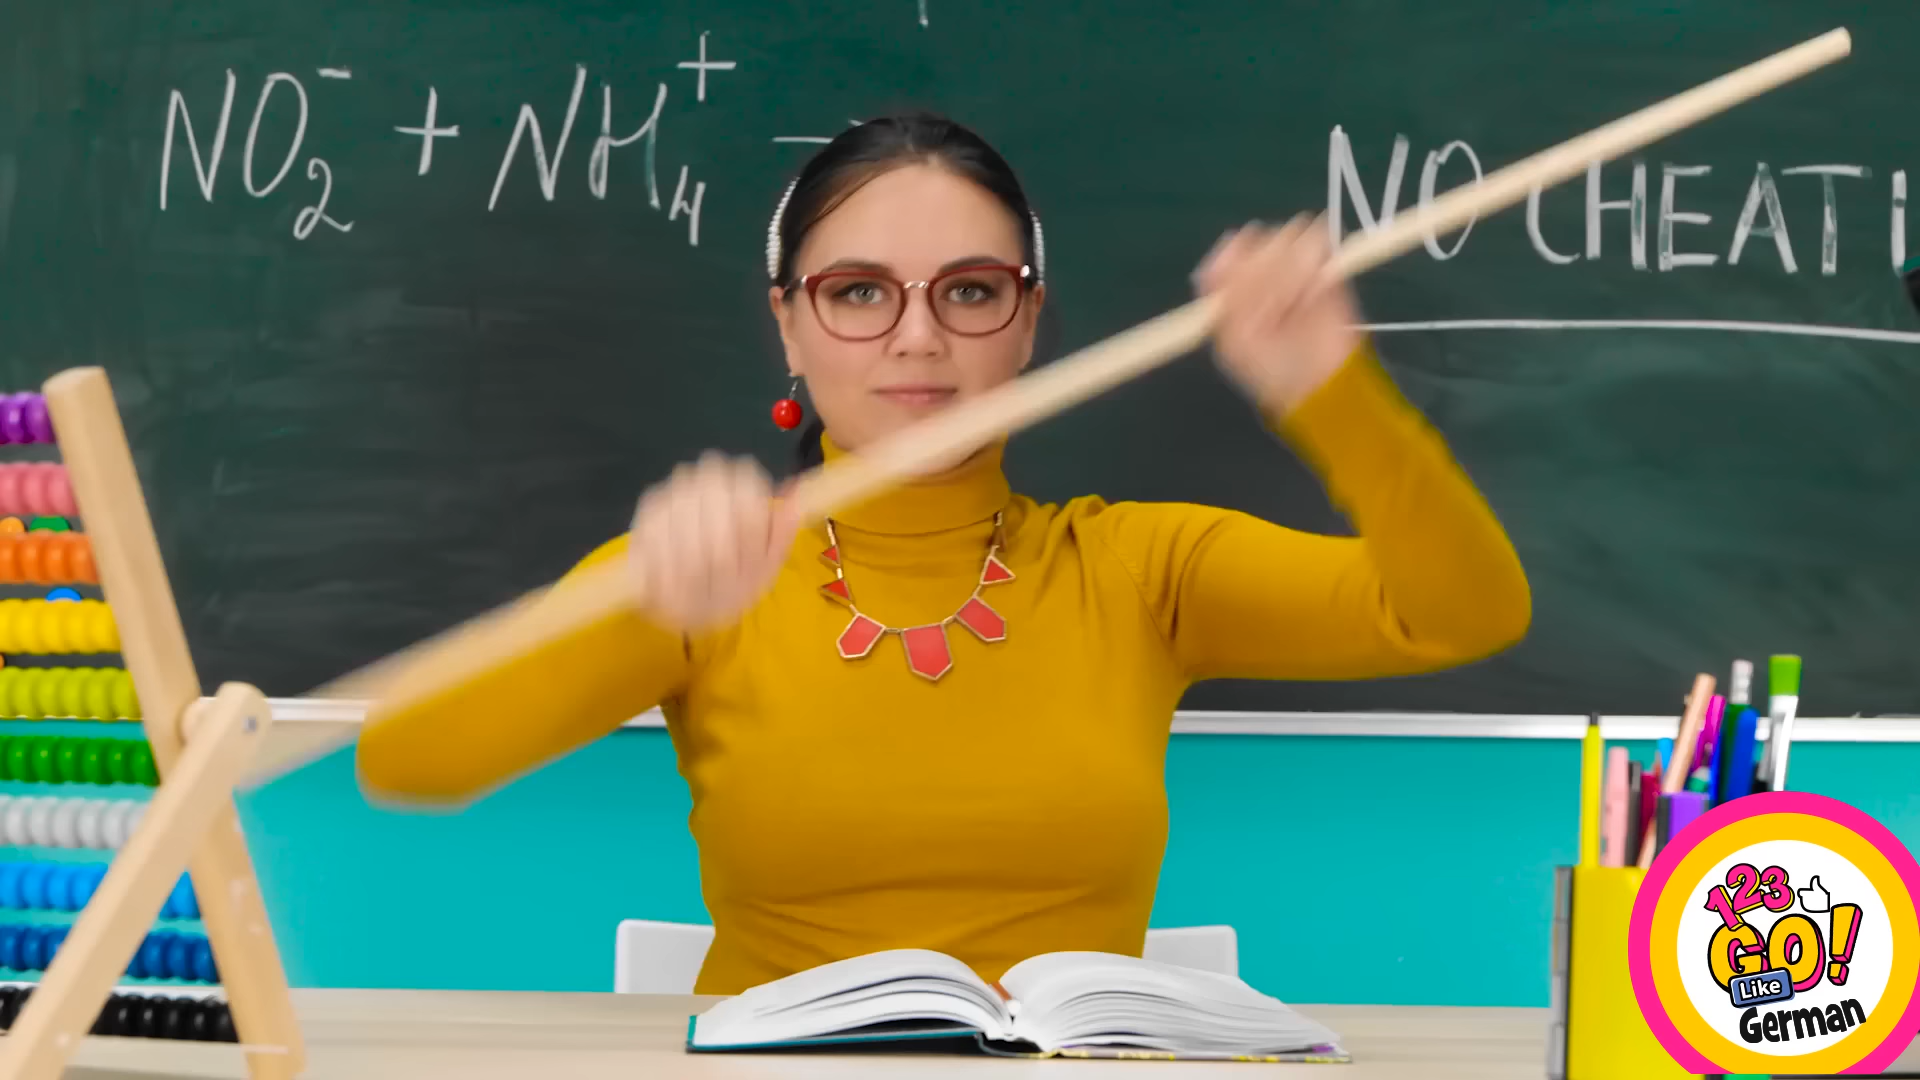 NO₂⁻ + NH₄⁺ →
NO CHEATI
123
GO!
Like
German